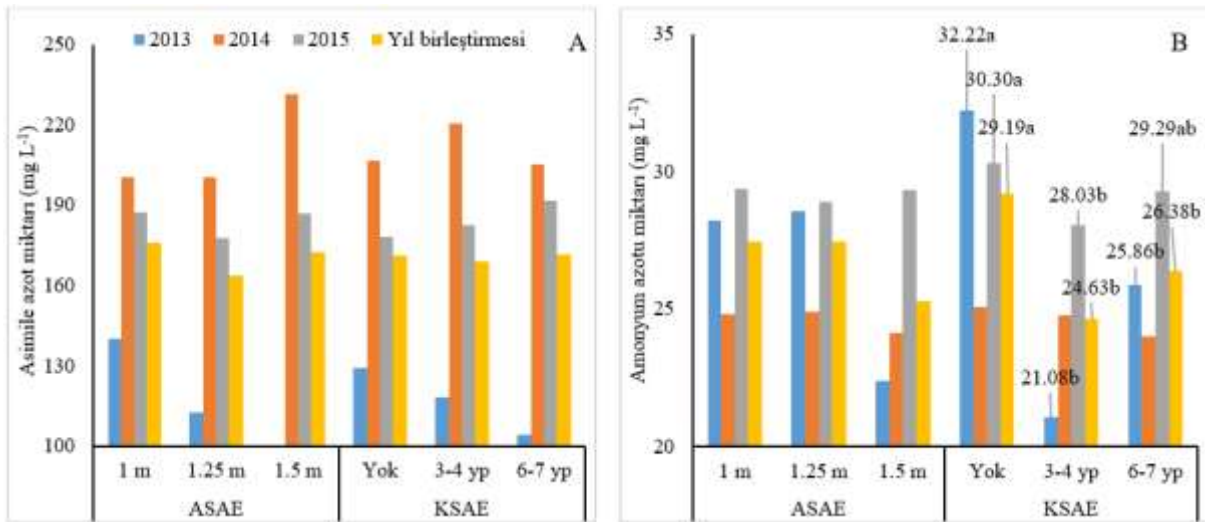 Asimile azot miktarı (mg L⁻¹)
250
220
190
160
130
100
2013 2014 2015 Yıl birleştirmesi
A
1 m 1.25 m 1.5 m Yok 3-4 yp 6-7 yp
ASAE KSAE
Amonyum azotu miktarı (mg L⁻¹)
35
30
25
20
B
32.22a
30.30a
29.19a
21.08b
28.03b
24.63b
25.86b
29.29ab
26.38b
1 m 1.25 m 1.5 m Yok 3-4 yp 6-7 yp
ASAE KSAE